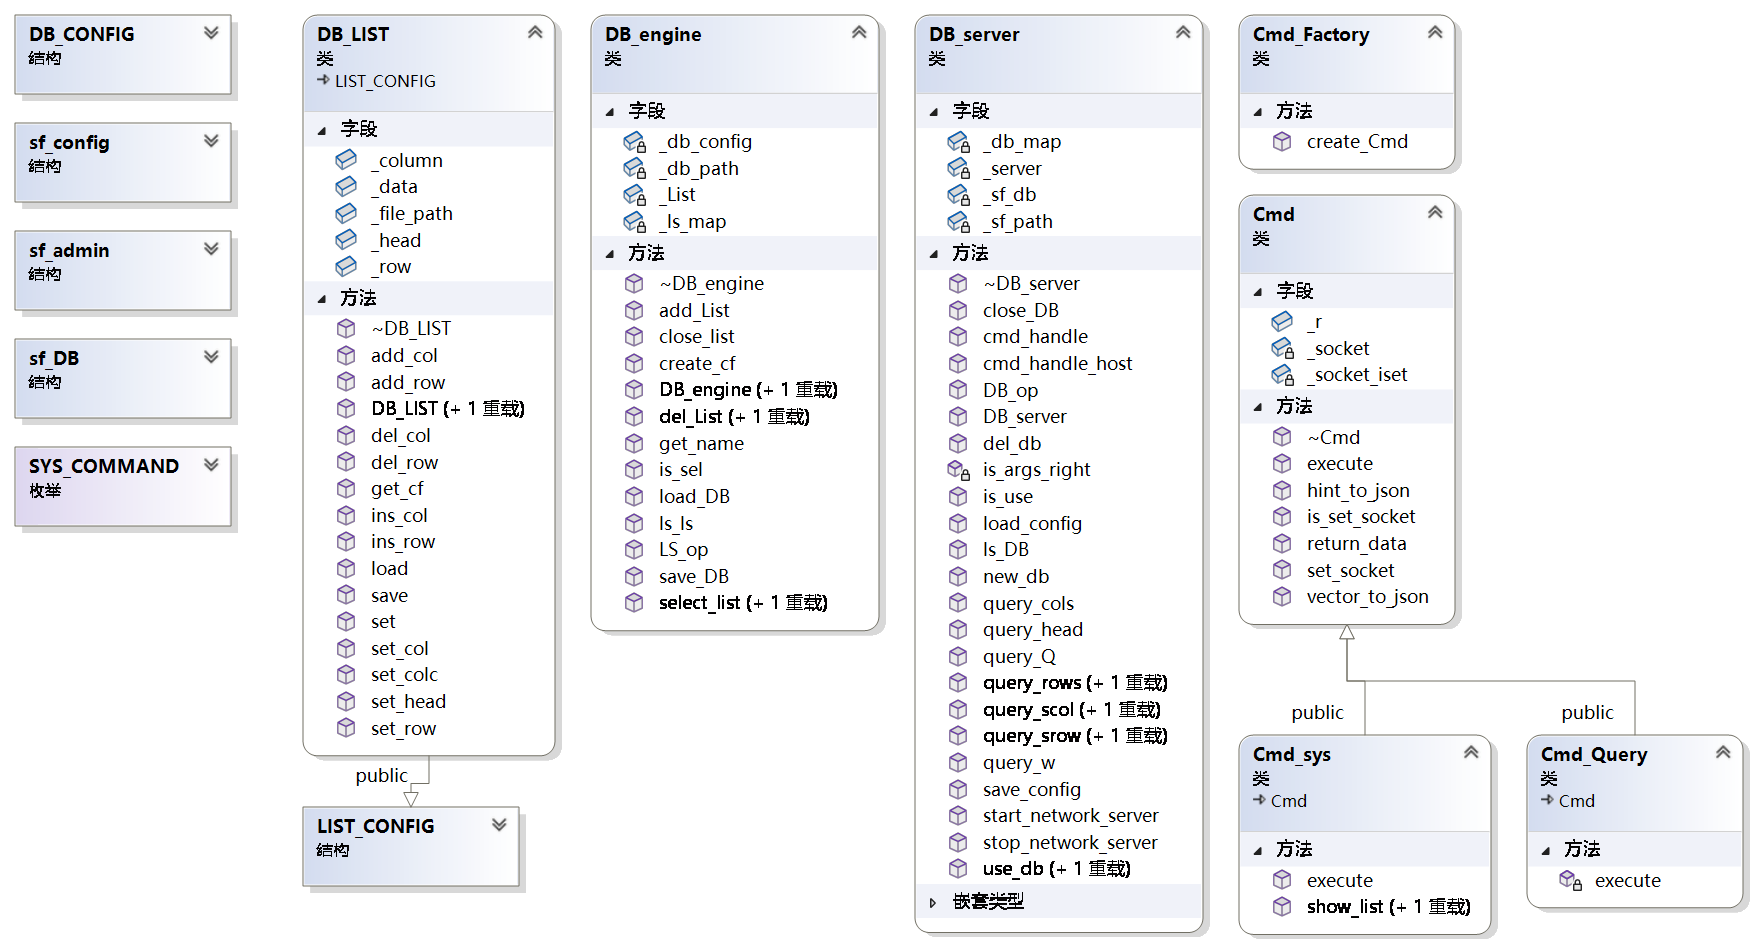 DB_CONFIG
结构
sf_config
结构
sf_admin
结构
sf_DB
结构
SYS_COMMAND
枚举
DB_LIST
类
LIST_CONFIG
字段
_column
_data
_file_path
_head
_row
方法
~DB_LIST
add_col
add_row
DB_LIST (+ 1 重载)
del_col
del_row
get_cf
ins_col
ins_row
load
save
set
set_col
set_colc
set_head
set_row
public
LIST_CONFIG
结构
DB_engine
类
字段
_db_config
_db_path
_List
_ls_map
方法
~DB_engine
add_List
close_list
create_cf
DB_engine (+ 1 重载)
del_List (+ 1 重载)
get_name
is_sel
load_DB
ls_ls
LS_op
save_DB
select_list (+ 1 重载)
DB_server
类
字段
_db_map
_server
_sf_db
_sf_path
方法
~DB_server
close_DB
cmd_handle
cmd_handle_host
DB_op
DB_server
del_db
is_args_right
is_use
load_config
ls_DB
new_db
query_cols
query_head
query_Q
query_rows (+ 1 重载)
query_scol (+ 1 重载)
query_srow (+ 1 重载)
query_w
save_config
start_network_server
stop_network_server
use_db (+ 1 重载)
嵌套类型
Cmd_Factory
类
方法
create_Cmd
Cmd
类
字段
_r
_socket
_socket_iset
方法
~Cmd
execute
hint_to_json
is_set_socket
return_data
set_socket
vector_to_json
public
public
Cmd_sys
类
Cmd
方法
execute
show_list (+ 1 重载)
Cmd_Query
类
Cmd
方法
execute